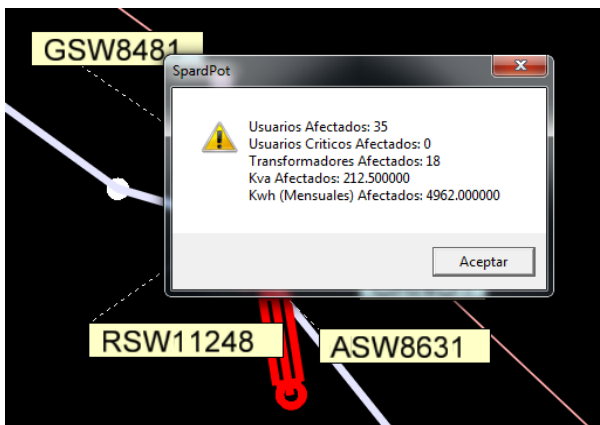 GSW8481
SpardPot
Usuarios Afectados: 35
Usuarios Criticos Afectados: 0
Transformadores Afectados: 18
Kva Afectados: 212.500000
Kwh (Mensuales) Afectados: 4962.000000
Aceptar
RSW11248
ASW8631